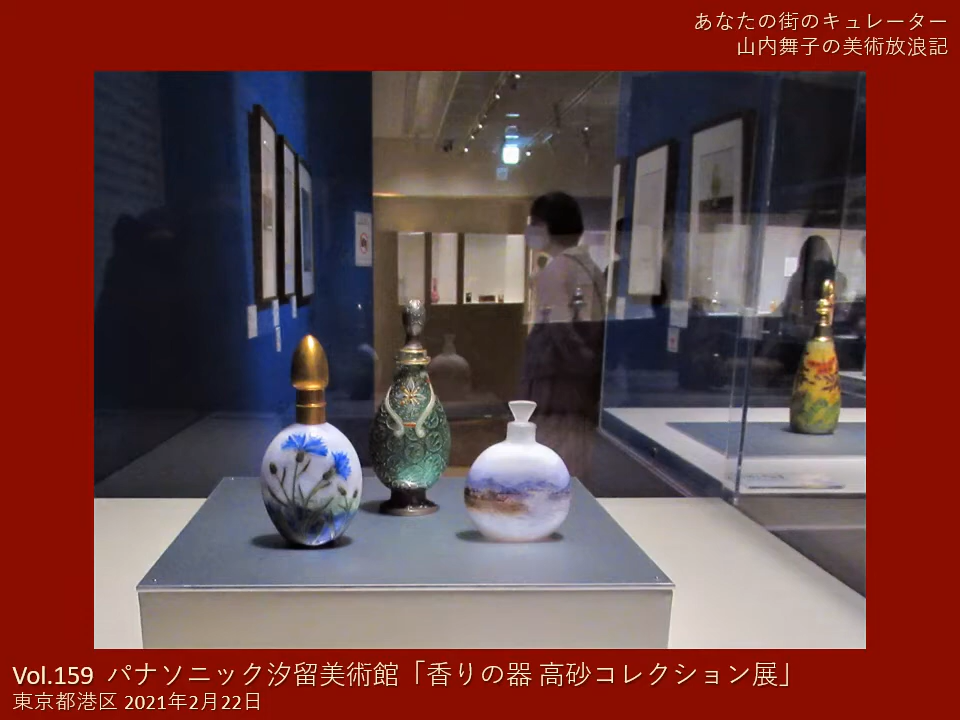 あなたの街のキュレーター
山内舞子の美術放浪記
Vol.159 パナソニック汐留美術館「香りの器 高砂コレクション展」
東京都港区 2021年2月22日